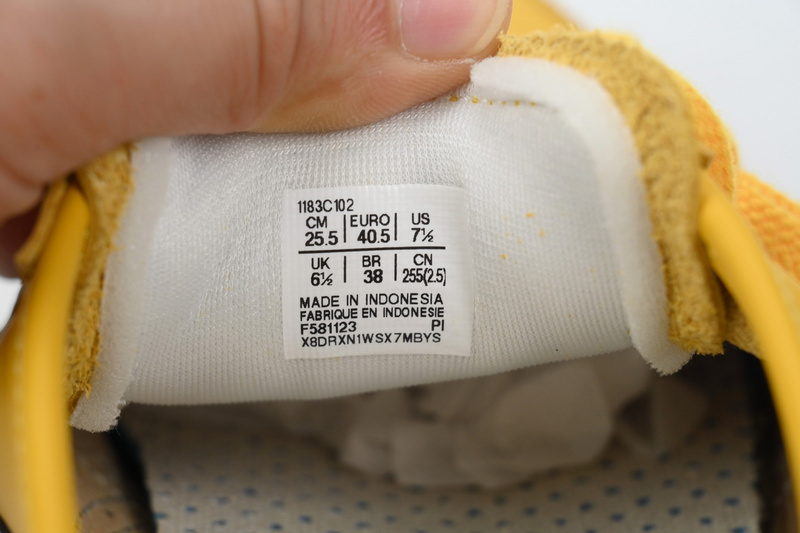 1183C102
CM EURO US
25.5 40.5 7½
UK BR CN
6½ 38 255(2.5)
MADE IN INDONESIA
FABRIQUE EN INDONESIE
F581123 PI
X8DRXN1WSX7MBYS